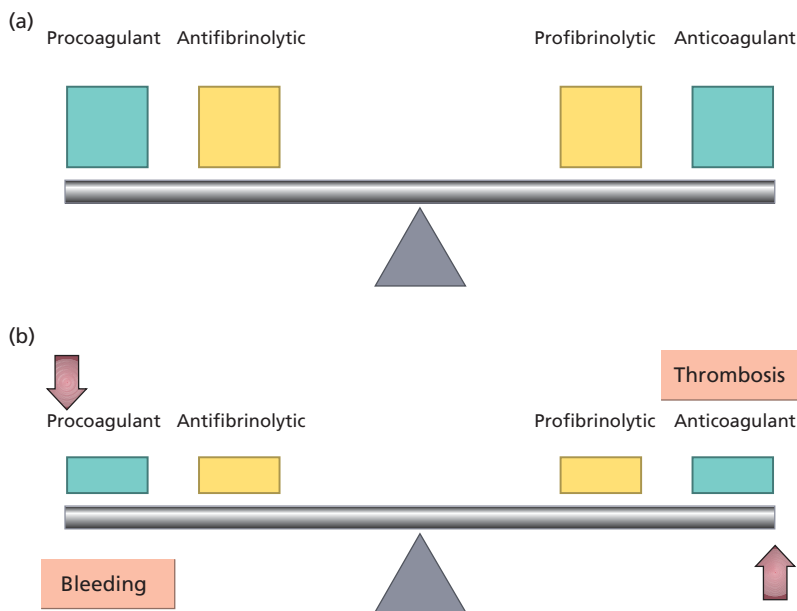 (a)
Procoagulant Antifibrinolytic Profibrinolytic Anticoagulant
(b)
Thrombosis
Procoagulant Antifibrinolytic Profibrinolytic Anticoagulant
Bleeding